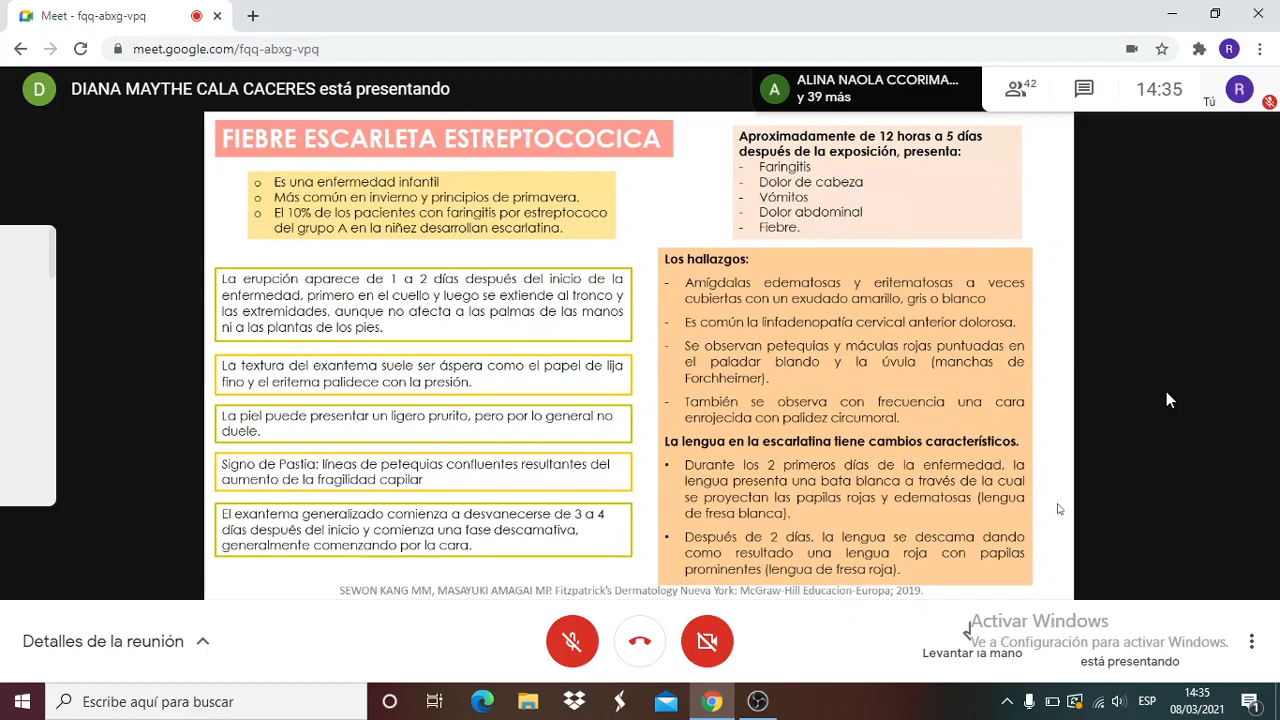 Meet - fqq-abxg-vpq
meet.google.com/fqq-abxg-vpq
R
D
DIANA MAYTHE CALA CACERES está presentando
A
ALINA NAOLA CCORIMA...
y 39 más
42
14:35
Tú
R
FIEBRE ESCARLETA ESTREPTOCOCICA
o Es una enfermedad infantil
o Más común en invierno y principios de primavera.
o El 10% de los pacientes con faringitis por estreptococo
del grupo A en la niñez desarrollan escarlatina.
La erupción aparece de 1 a 2 días después del inicio de la
enfermedad, primero en el cuello y luego se extiende al tronco y
las extremidades, aunque no afecta a las palmas de las manos
ni a las plantas de los pies.
La textura del exantema suele ser áspera como el papel de lija
fino y el eritema palidece con la presión.
La piel puede presentar un ligero prurito, pero por lo general no
duele.
Signo de Pastia: líneas de petequias confluentes resultantes del
aumento de la fragilidad capilar
El exantema generalizado comienza a desvanecerse de 3 a 4
días después del inicio y comienza una fase descamativa,
generalmente comenzando por la cara.
Aproximadamente de 12 horas a 5 días
después de la exposición, presenta:
- Faringitis
- Dolor de cabeza
- Vómitos
- Dolor abdominal
- Fiebre.
Los hallazgos:
- Amígdalas edematosas y eritematosas a veces
cubiertas con un exudado amarillo, gris o blanco
- Es común la linfadenopatía cervical anterior dolorosa.
- Se observan petequias y máculas rojas puntuadas en
el paladar blando y la úvula (manchas de
Forchheimer).
- También se observa con frecuencia una cara
enrojecida con palidez circumoral.
La lengua en la escarlatina tiene cambios característicos.
• Durante los 2 primeros días de la enfermedad, la
lengua presenta una bata blanca a través de la cual
se proyectan las papilas rojas y edematosas (lengua
de fresa blanca).
• Después de 2 días, la lengua se descama dando
como resultado una lengua roja con papilas
prominentes (lengua de fresa roja).
SEWON KANG MM, MASAYUKI AMAGAI MP. Fitzpatrick's Dermatology Nueva York: McGraw-Hill Educacion-Europa; 2019.
Detalles de la reunión
Levantar la mano
está presentando
Activar Windows
Ve a Configuración para activar Windows.
Escribe aquí para buscar
ESP
14:35
08/03/2021
1